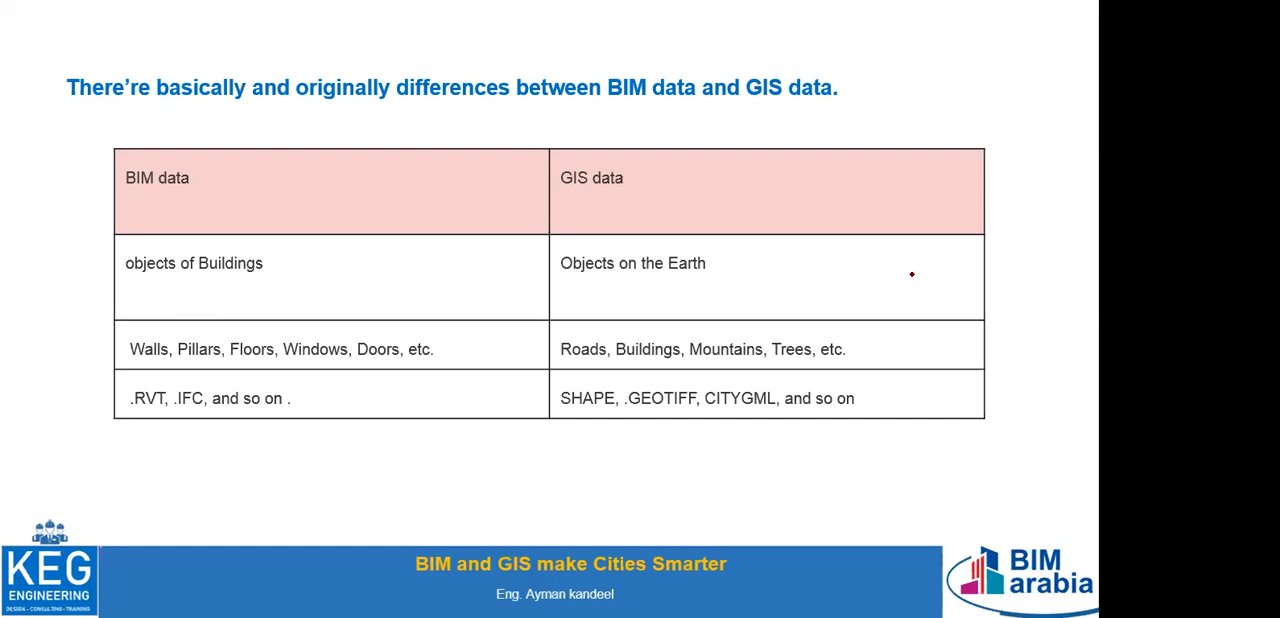 There’re basically and originally differences between BIM data and GIS data.
BIM data
GIS data
objects of Buildings
Objects on the Earth
Walls, Pillars, Floors, Windows, Doors, etc.
Roads, Buildings, Mountains, Trees, etc.
.RVT, .IFC, and so on .
SHAPE, .GEOTIFF, CITYGML, and so on
KEG
ENGINEERING
DESIGN - CONSULTING - TRAINING
BIM and GIS make Cities Smarter
Eng. Ayman kandeel
BIM
arabia